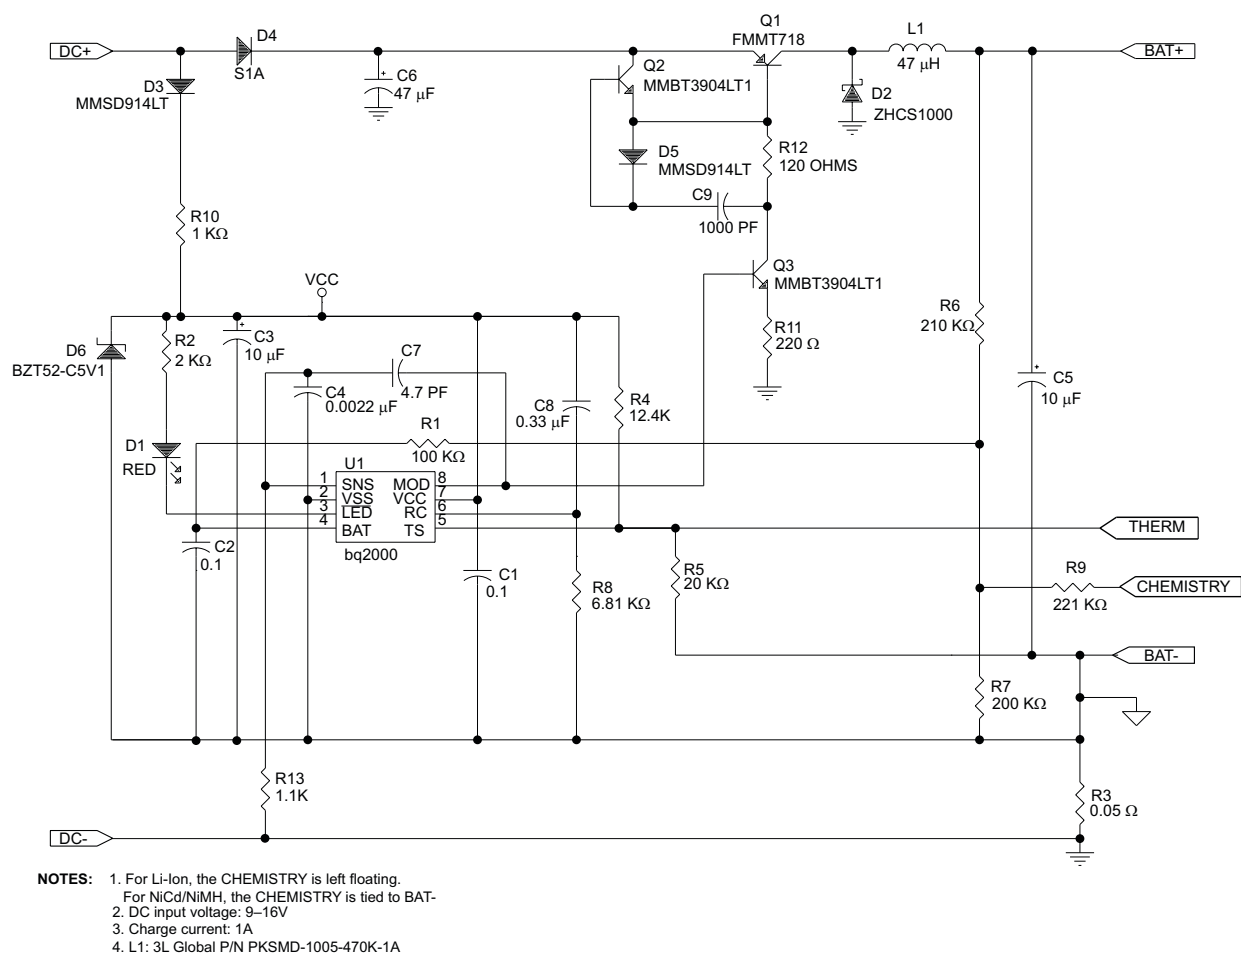 Q1
FMMT718
L1
47 μH
DC+
D4
S1A
BAT+
D3
MMSD914LT
C6
47 μF
+
Q2
MMBT3904LT1
D2
ZHCS1000
D5
MMSD914LT
R12
120 OHMS
C9
1000 PF
R10
1 KΩ
Q3
MMBT3904LT1
VCC
R6
210 KΩ
R11
220 Ω
D6
BZT52-C5V1
R2
2 KΩ
+
C3
10 μF
C7
4.7 PF
C4
0.0022 μF
C8
0.33 μF
R4
12.4K
+
C5
10 μF
D1
RED
R1
100 KΩ
U1
1 SNS MOD 8
2 VSS VCC 7
3 LED RC 6
4 BAT TS 5
bq2000
THERM
C2
0.1
C1
0.1
R8
6.81 KΩ
R5
20 KΩ
R9
221 KΩ
CHEMISTRY
BAT-
R7
200 KΩ
R13
1.1K
R3
0.05 Ω
DC-
NOTES: 1. For Li-Ion, the CHEMISTRY is left floating.
For NiCd/NiMH, the CHEMISTRY is tied to BAT-
2. DC input voltage: 9–16V
3. Charge current: 1A
4. L1: 3L Global P/N PKSMD-1005-470K-1A